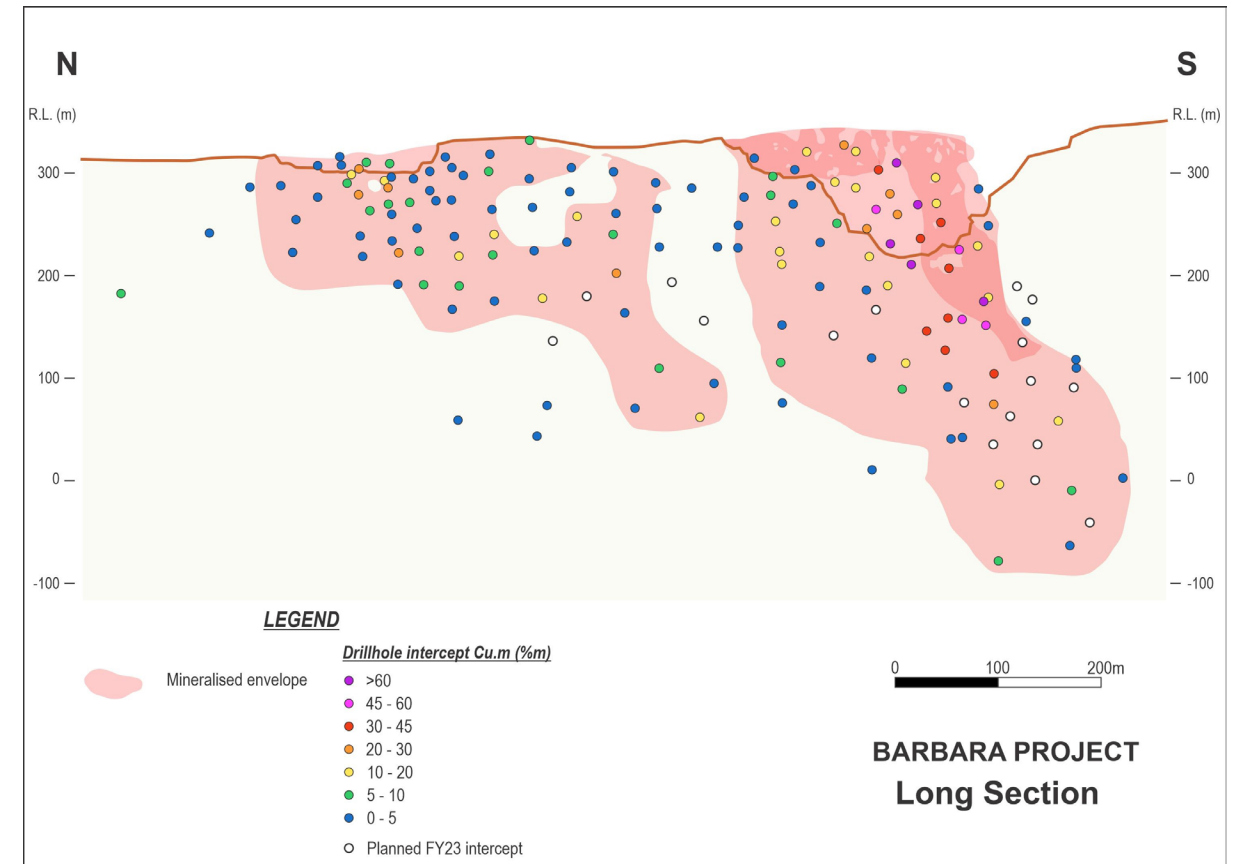 N
S
R.L. (m)
R.L. (m)
300
300
200
200
100
100
0
0
-100
-100
LEGEND
Drillhole intercept Cu.m (%m)
Mineralised envelope
>60
45 - 60
30 - 45
20 - 30
10 - 20
5 - 10
0 - 5
Planned FY23 intercept
0 100 200m
BARBARA PROJECT
Long Section